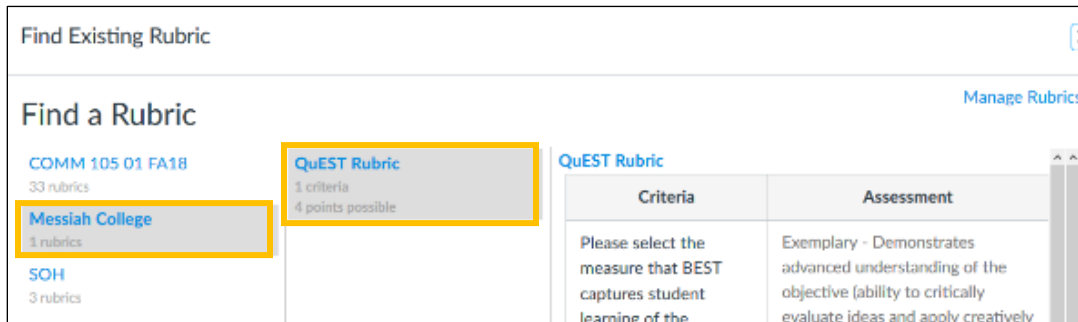 Find Existing Rubric
Manage Rubrics
Find a Rubric
COMM 105 01 FA18
33 rubrics
Messiah College
1 rubrics
SOH
3 rubrics
QuEST Rubric
1 criteria
4 points possible
QuEST Rubric
Criteria
Assessment
Please select the
measure that BEST
captures student
learning of the
Exemplary - Demonstrates
advanced understanding of the
objective (ability to critically
evaluate ideas and apply creatively